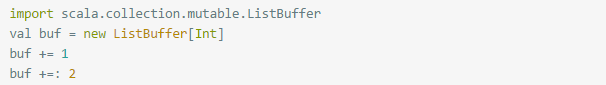 import scala.collection.mutable.ListBuffer
val buf = new ListBuffer[Int]
buf += 1
buf +=: 2